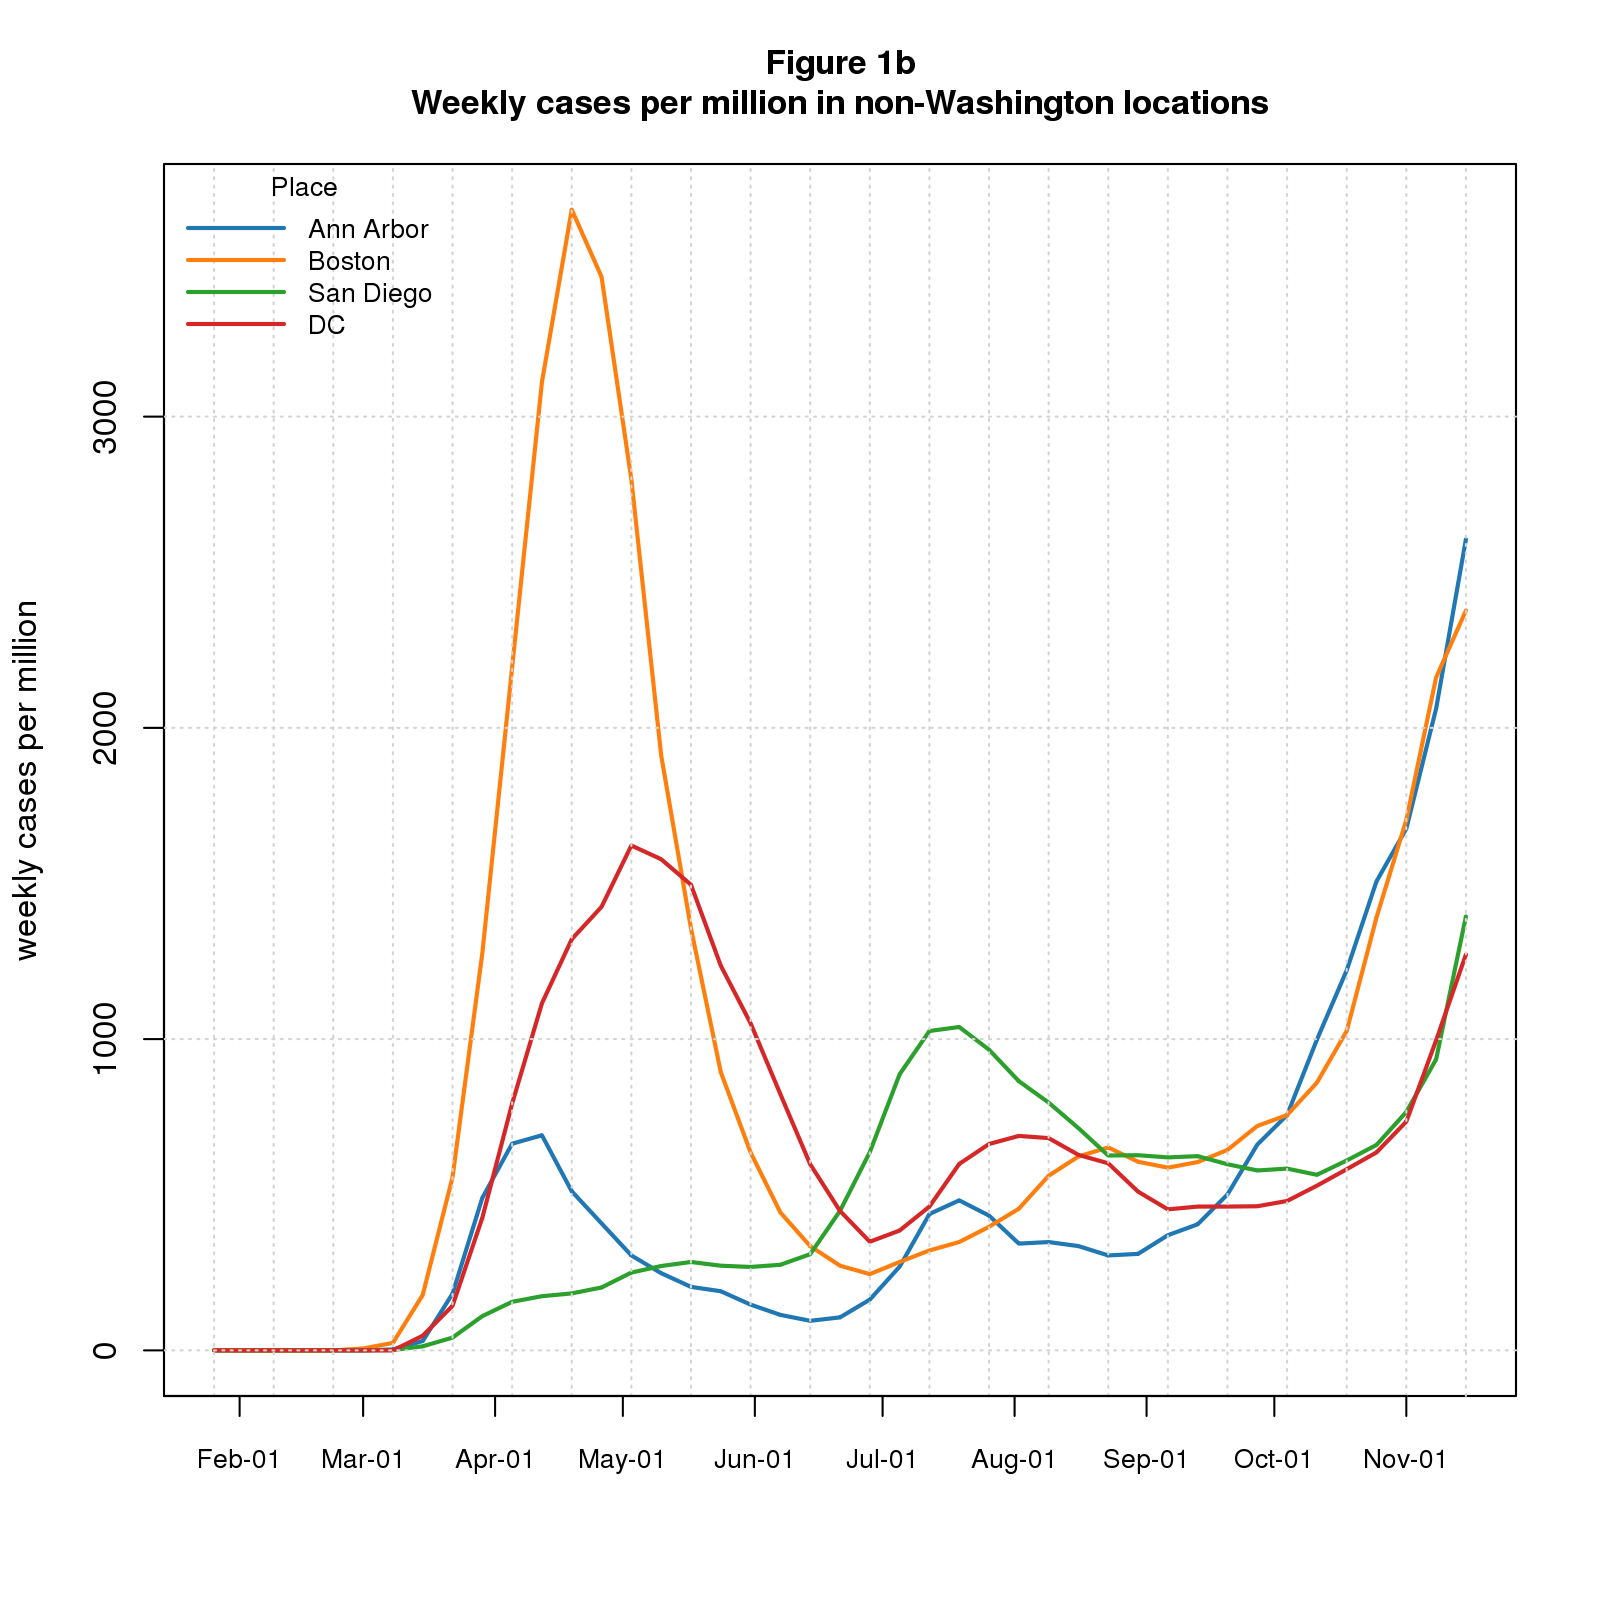 Figure 1b
Weekly cases per million in non-Washington locations
Place
Ann Arbor
Boston
San Diego
DC
weekly cases per million
3000
2000
1000
0
Feb-01 Mar-01 Apr-01 May-01 Jun-01 Jul-01 Aug-01 Sep-01 Oct-01 Nov-01